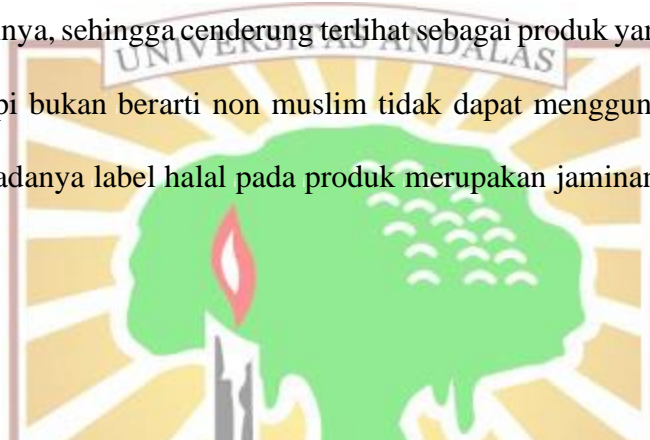 nya, sehingga cenderung terlihat sebagai produk yan
UNIVERSITAS ANDALAS
pi bukan berarti non muslim tidak dapat menggun
adanya label halal pada produk merupakan jaminan